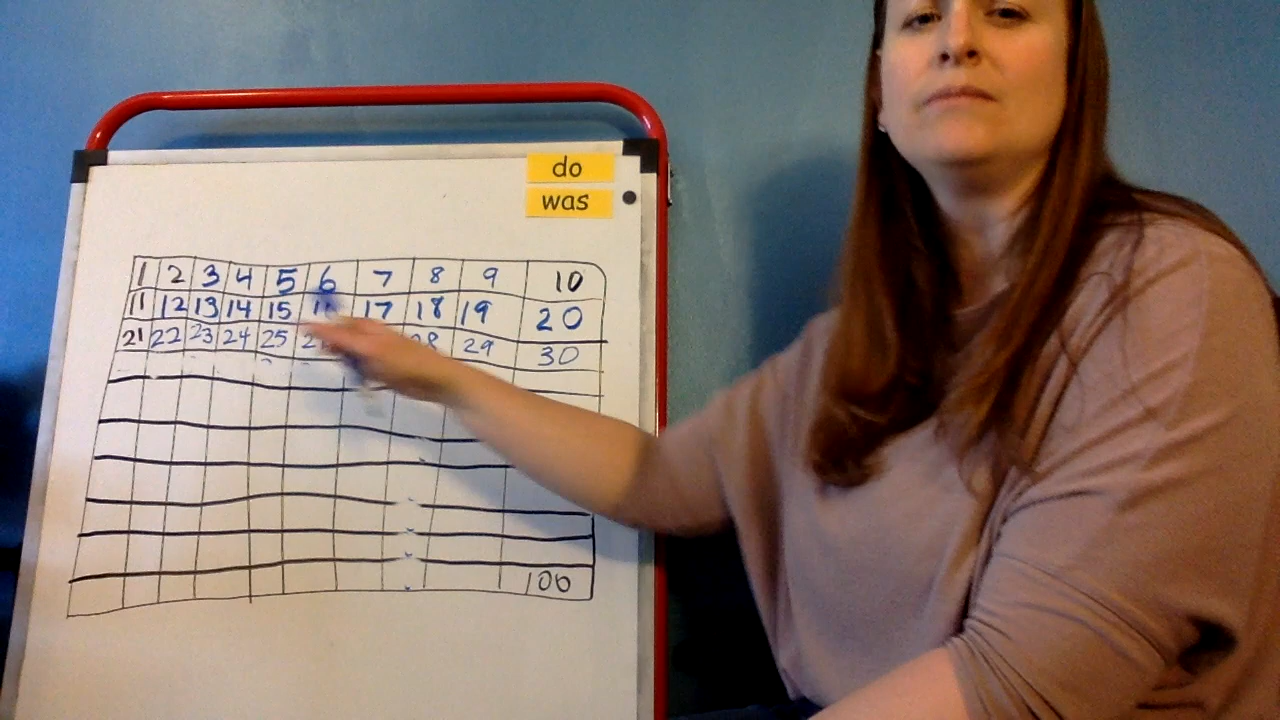 do
was
1 2 3 4 5 6 7 8 9 10
11 12 13 14 15 17 18 19 20
21 22 23 24 25 28 29 30
100